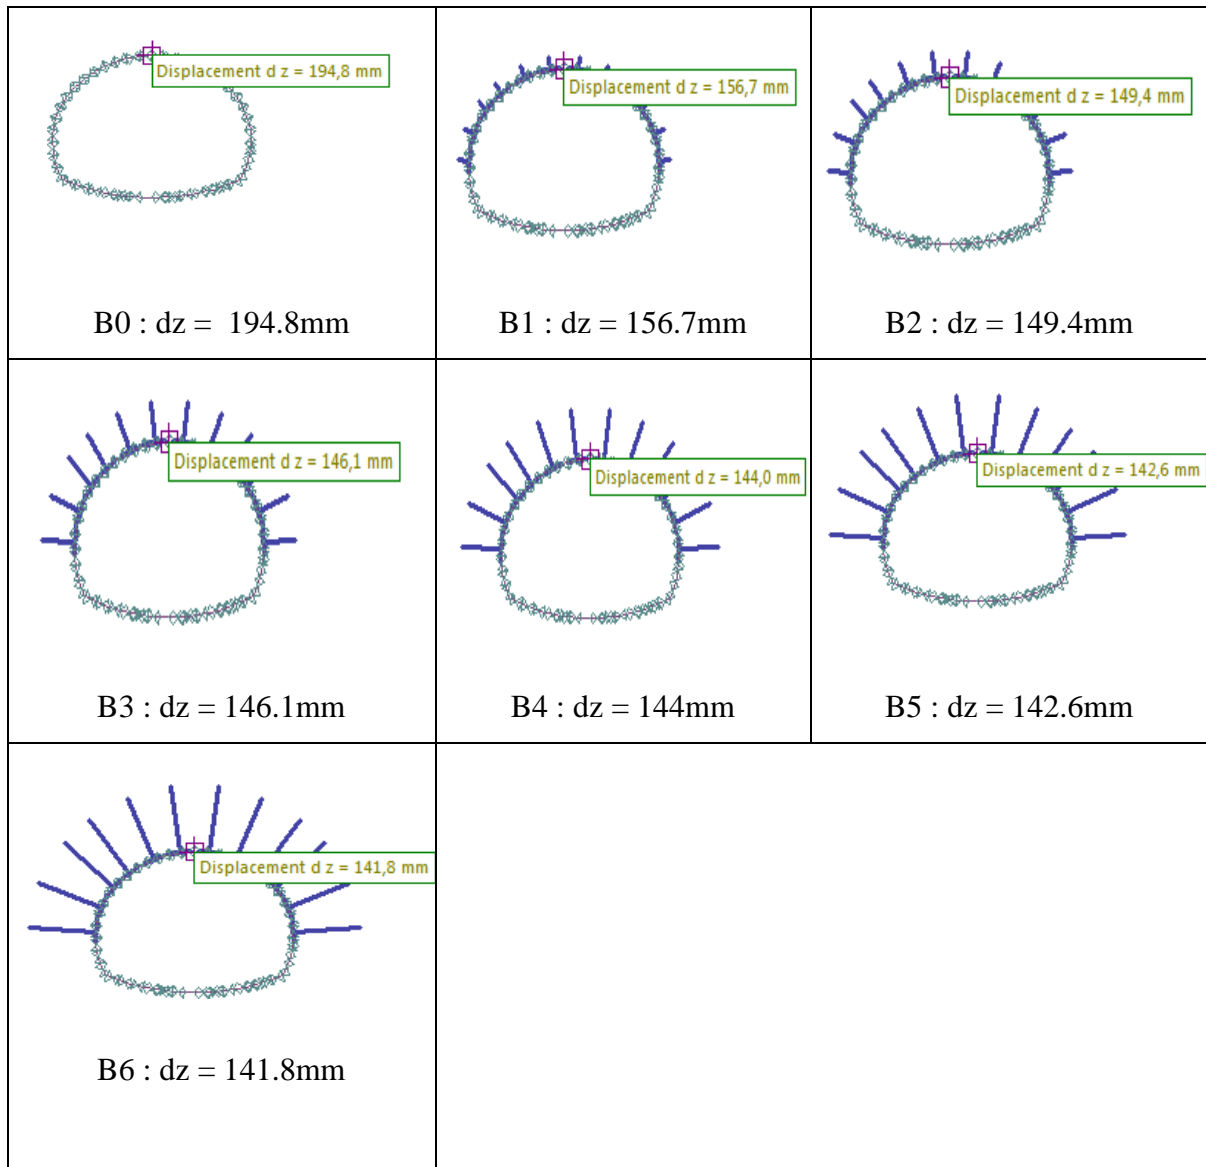 Displacement d z = 194,8 mm
B0 : dz =  194.8mm
Displacement d z = 156,7 mm
B1 : dz = 156.7mm
Displacement d z = 149,4 mm
B2 : dz = 149.4mm
Displacement d z = 146,1 mm
B3 : dz = 146.1mm
Displacement d z = 144,0 mm
B4 : dz = 144mm
Displacement d z = 142,6 mm
B5 : dz = 142.6mm
Displacement d z = 141,8 mm
B6 : dz = 141.8mm